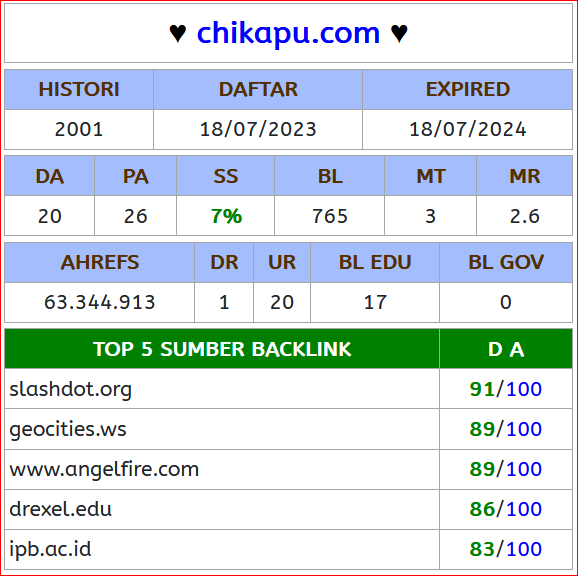 ♥ chikapu.com ♥
HISTORI DAFTAR EXPIRED
2001 18/07/2023 18/07/2024
DA PA SS BL MT MR
20 26 7% 765 3 2.6
AHREFS DR UR BL EDU BL GOV
63.344.913 1 20 17 0
TOP 5 SUMBER BACKLINK D A
slashdot.org 91/100
geocities.ws 89/100
www.angelfire.com 89/100
drexel.edu 86/100
ipb.ac.id 83/100